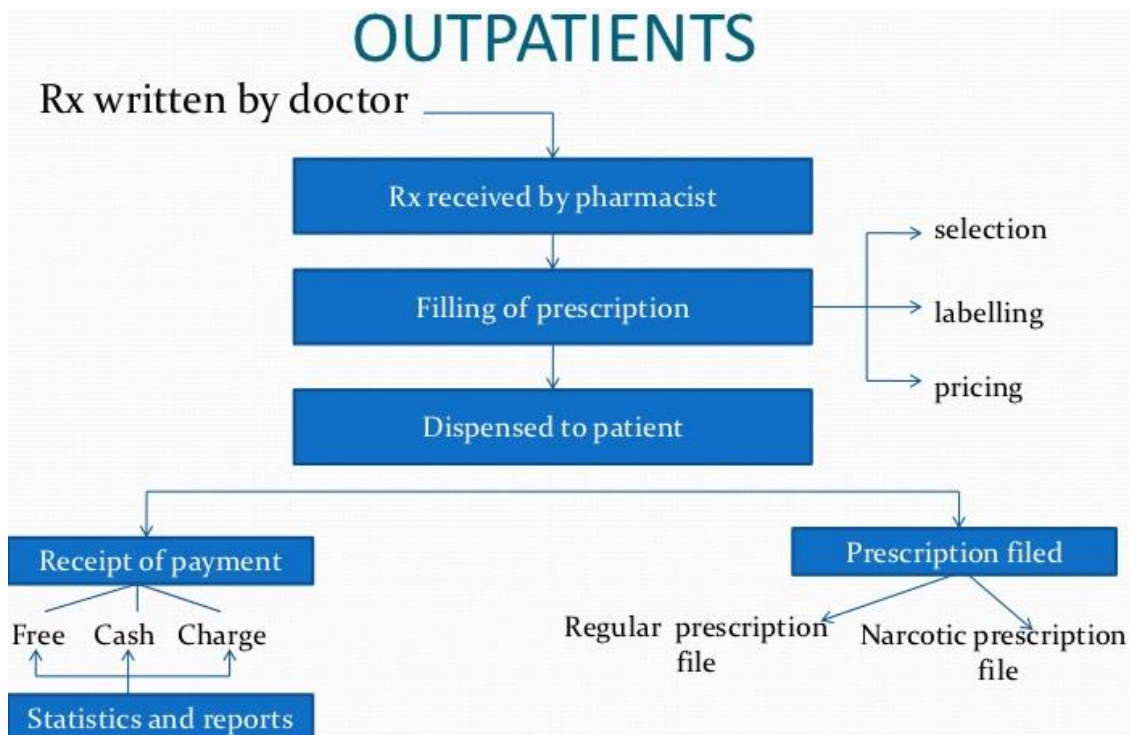 OUTPATIENTS
Rx written by doctor
Rx received by pharmacist
Filling of prescription
selection
labelling
pricing
Dispensed to patient
Receipt of payment
Free Cash Charge
Statistics and reports
Prescription filed
Regular prescription
file
Narcotic prescription
file